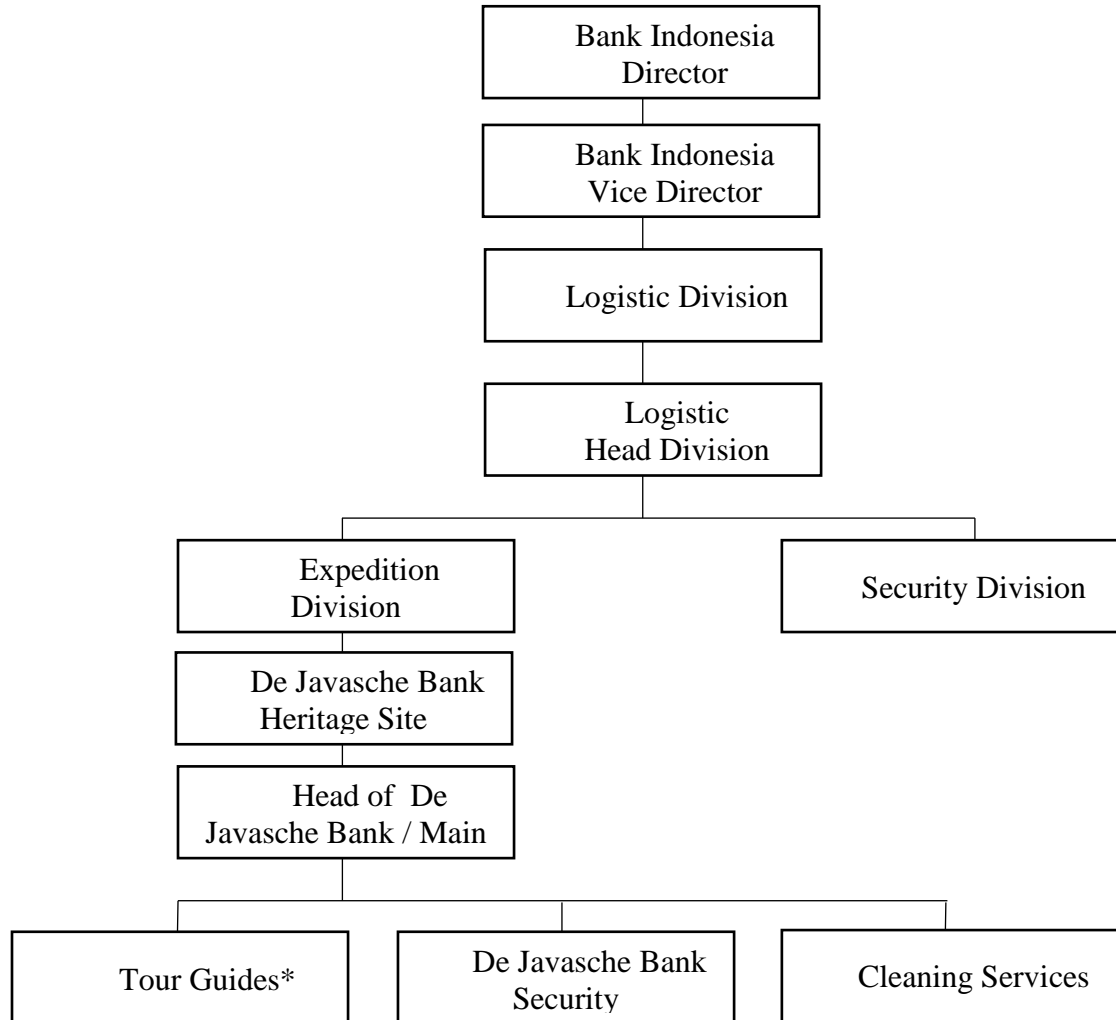 Bank Indonesia
Director
Bank Indonesia
Vice Director
Logistic Division
Logistic
Head Division
Expedition
Division
Security Division
De Javasche Bank
Heritage Site
Head of De
Javasche Bank / Main
Tour Guides*
De Javasche Bank
Security
Cleaning Services